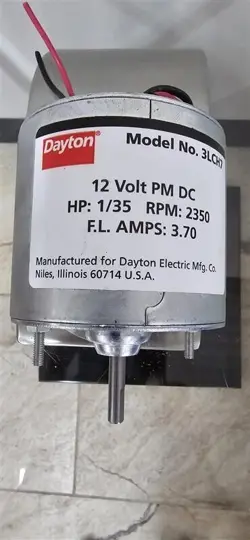 Dayton
Model No. 3LCH7
12 Volt PM DC
HP: 1/35 RPM: 2350
F.L. AMPS: 3.70
Manufactured for Dayton Electric Mfg. Co.
Niles, Illinois 60714 U.S.A.